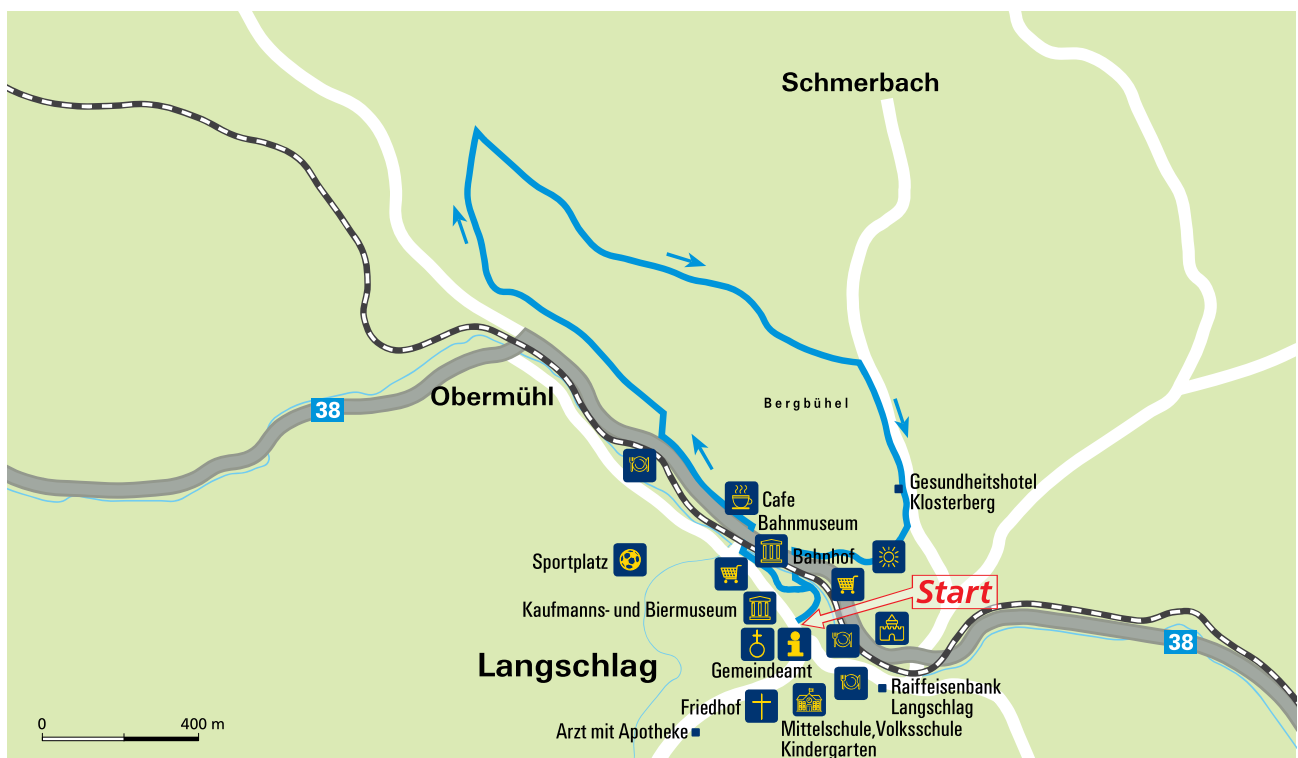 Schmerbach
Obermühl
38
Bergbühel
Gesundheitshotel
Klosterberg
Cafe
Bahnmuseum
Bahnhof
Sportplatz
Start
Kaufmanns- und Biermuseum
38
Langschlag
Gemeindeamt
Raiffeisenbank
Langschlag
Friedhof
Arzt mit Apotheke
Mittelschule,Volksschule
Kindergarten
0
400 m